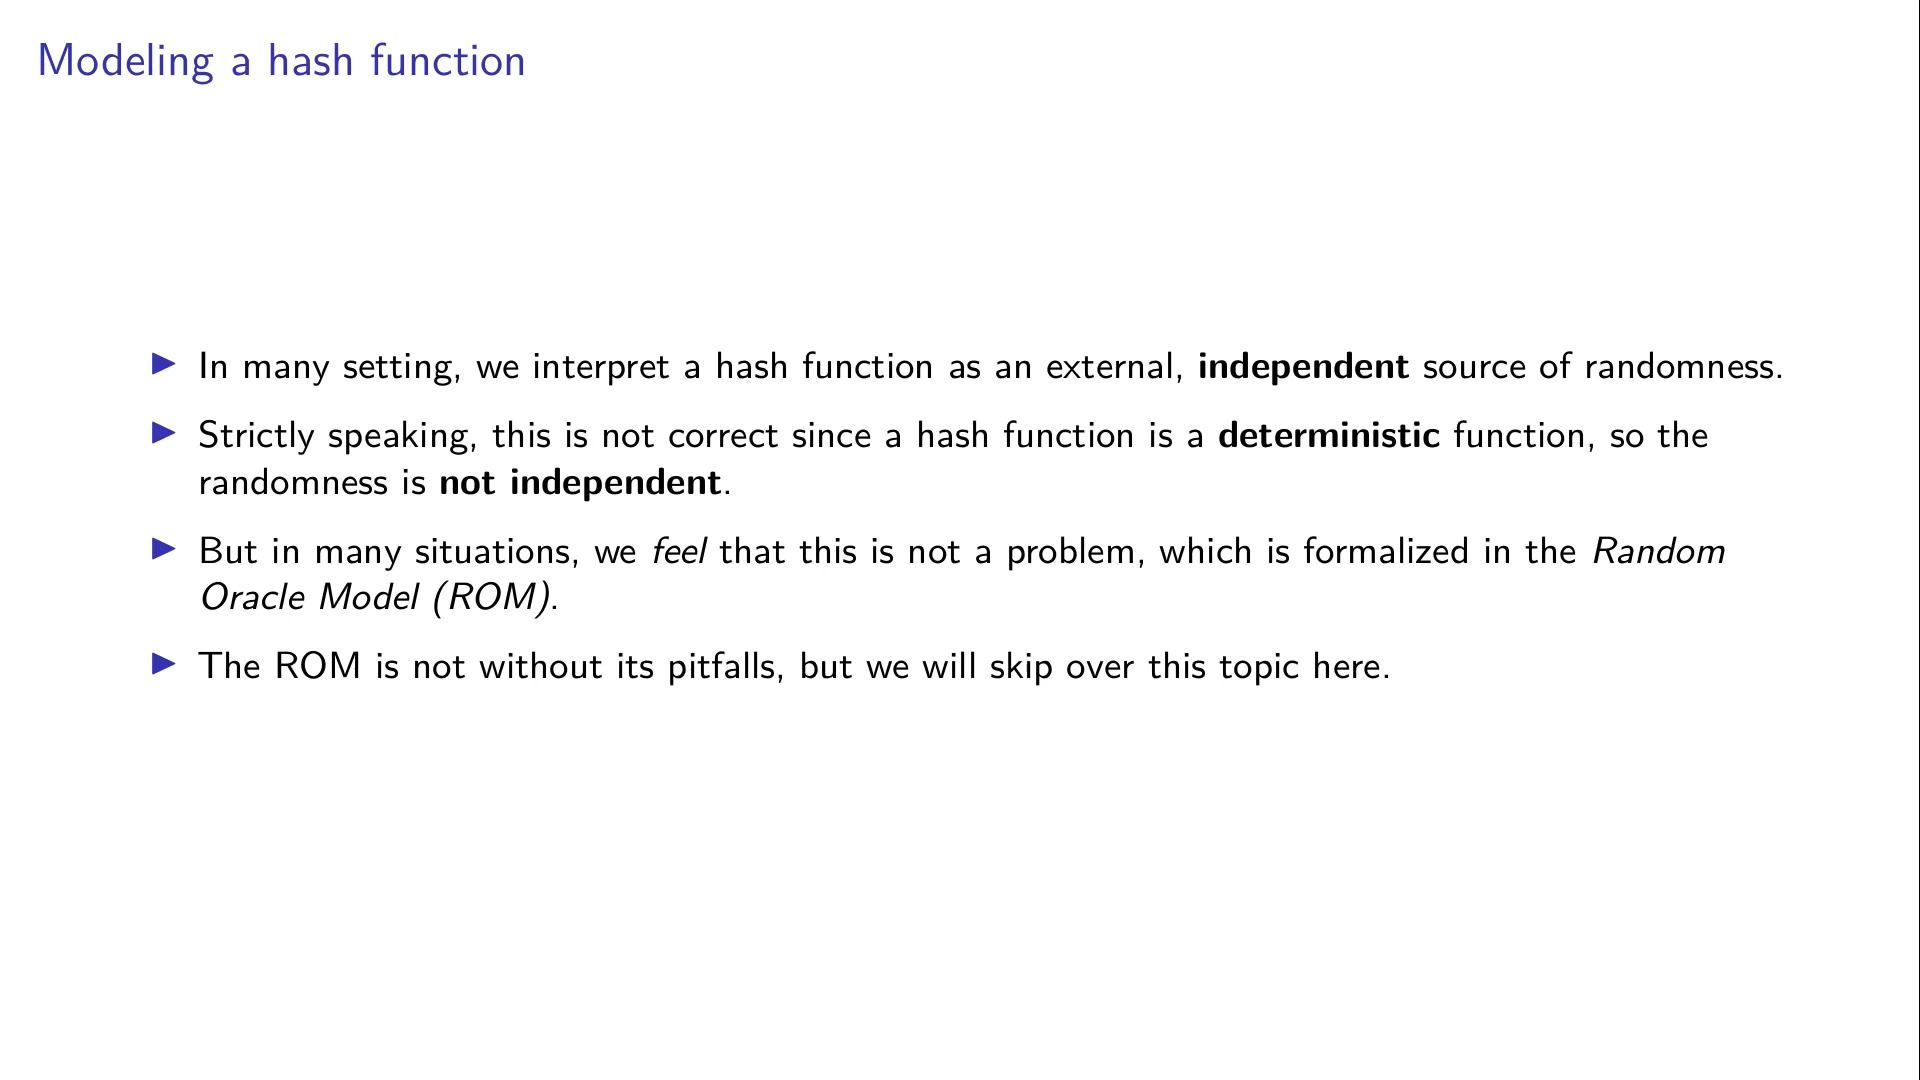 Modeling a hash function
▶ In many setting, we interpret a hash function as an external, independent source of randomness.
▶ Strictly speaking, this is not correct since a hash function is a deterministic function, so the
randomness is not independent.
▶ But in many situations, we feel that this is not a problem, which is formalized in the Random
Oracle Model (ROM).
▶ The ROM is not without its pitfalls, but we will skip over this topic here.